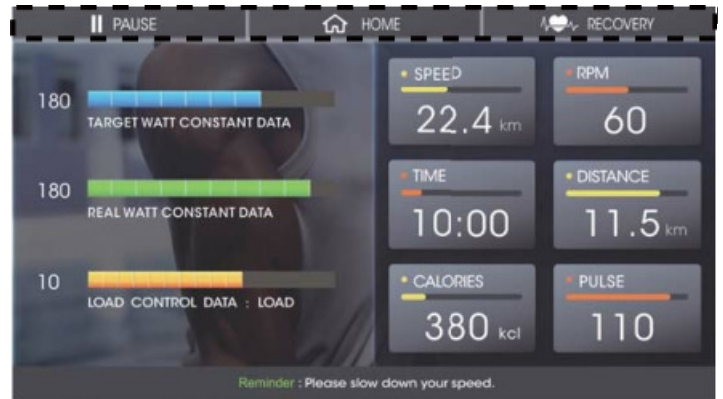 PAUSE HOME RECOVERY
180
TARGET WATT CONSTANT DATA
180
REAL WATT CONSTANT DATA
10
LOAD CONTROL DATA : LOAD
SPEED
22.4 km
RPM
60
TIME
10:00
DISTANCE
11.5 km
CALORIES
380 kcl
PULSE
110
Reminder : Please slow down your speed.